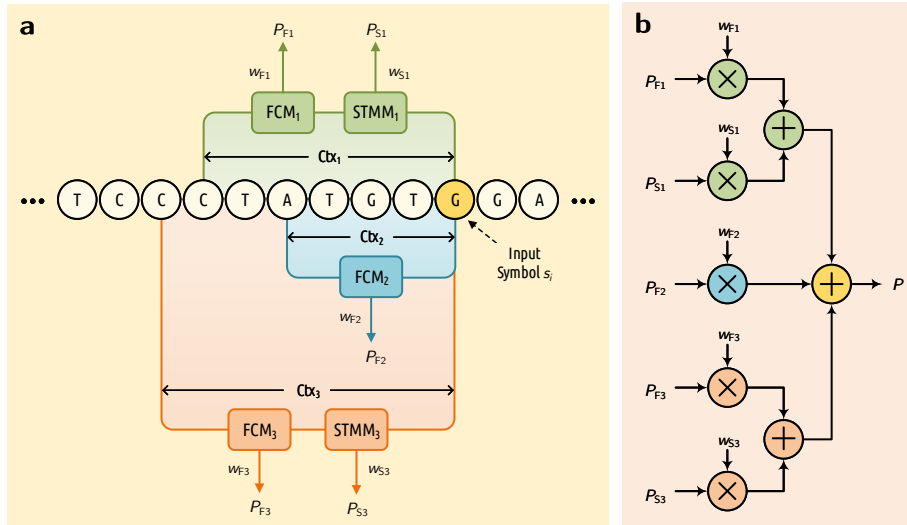 a
P_F1 P_S1
w_F1 w_S1
FCM_1 STMM_1
Ctx_1
••• T C C C T A T G T G G A •••
Ctx_2
Input
Symbol s_i
FCM_2
w_F2
P_F2
Ctx_3
FCM_3 STMM_3
w_F3 w_S3
P_F3 P_S3
b
w_F1
P_F1 ×
+
w_S1
P_S1 ×
w_F2
P_F2 × + P
w_F3
P_F3 ×
+
w_S3
P_S3 ×